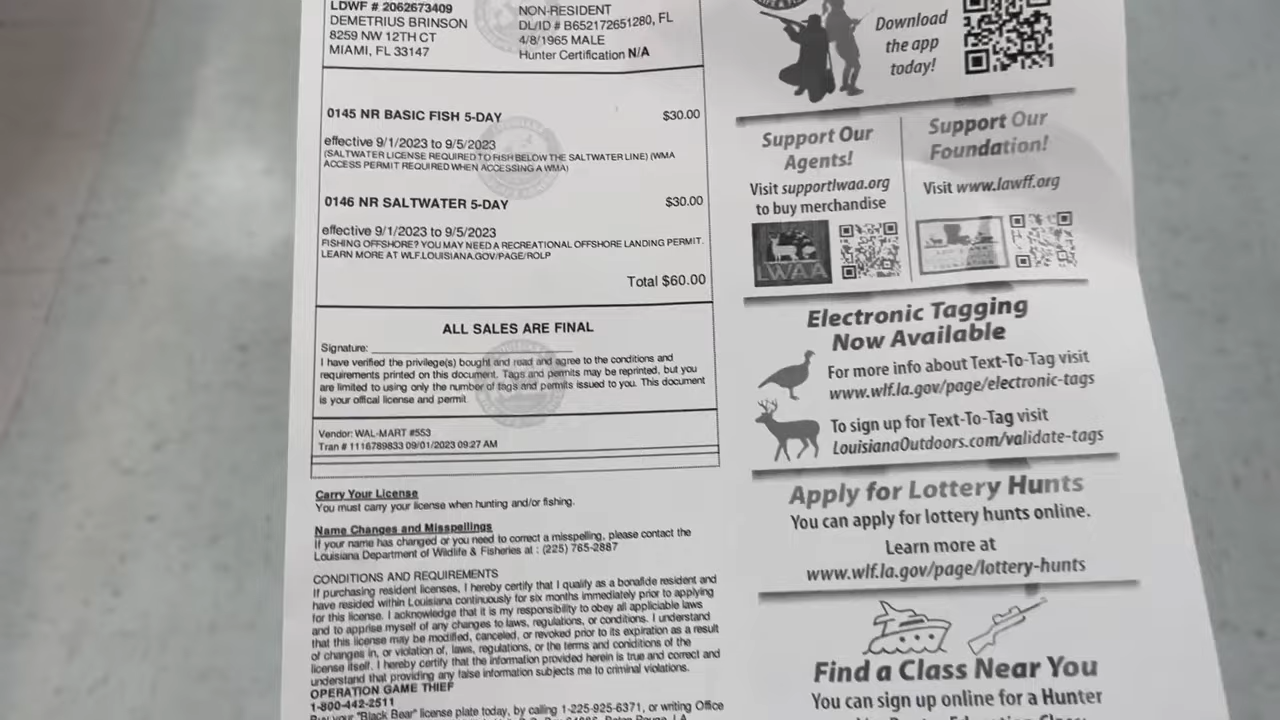 LDWF # 2062673409
DEMETRIUS BRINSON
8259 NW 12TH CT
MIAMI, FL 33147
NON-RESIDENT
DL/ID # B652172651280, FL
4/8/1965 MALE
Hunter Certification N/A
0145 NR BASIC FISH 5-DAY $30.00
effective 9/1/2023 to 9/5/2023
(SALTWATER LICENSE REQUIRED TO FISH BELOW THE SALTWATER LINE) (WMA
ACCESS PERMIT REQUIRED WHEN ACCESSING A WMA)
0146 NR SALTWATER 5-DAY $30.00
effective 9/1/2023 to 9/5/2023
FISHING OFFSHORE? YOU MAY NEED A RECREATIONAL OFFSHORE LANDING PERMIT.
LEARN MORE AT WLF.LOUISIANA.GOV/PAGE/ROLP
Total $60.00
ALL SALES ARE FINAL
Signature:
I have verified the privilege(s) bought and read and agree to the conditions and
requirements printed on this document. Tags and permits may be reprinted, but you
are limited to using only the number of tags and permits issued to you. This document
is your offical license and permit.
Vendor: WAL-MART #553
Tran # 1116789833 09/01/2023 09:27 AM
Carry Your License
You must carry your license when hunting and/or fishing.
Name Changes and Misspellings
If your name has changed or you need to correct a misspelling, please contact the
Louisiana Department of Wildlife & Fisheries at : (225) 765-2887
CONDITIONS AND REQUIREMENTS
If purchasing resident licenses, I hereby certify that I qualify as a bonafide resident and
have resided within Louisiana continuously for six months immediately prior to applying
for this license. I acknowledge that it is my responsibility to obey all appliciable laws
and to apprise myself of any changes to laws, regulations, or conditions. I understand
that this license may be modified, canceled, or revoked prior to its expiration as a result
of changes in, or violation of, laws, regulations, or the terms and conditions of the
license itself. I hereby certify that the information provided herein is true and correct and
understand that providing any false information subjects me to criminal violations.
OPERATION GAME THIEF
1-800-442-2511
"Black Bear" license plate today, by calling 1-225-925-6371, or writing Office
Download
the app
today!
Support Our
Agents!
Visit supportlwaa.org
to buy merchandise
LWAA
Support Our
Foundation!
Visit www.lawff.org
Electronic Tagging
Now Available
For more info about Text-To-Tag visit
www.wlf.la.gov/page/electronic-tags
To sign up for Text-To-Tag visit
LouisianaOutdoors.com/validate-tags
Apply for Lottery Hunts
You can apply for lottery hunts online.
Learn more at
www.wlf.la.gov/page/lottery-hunts
Find a Class Near You
You can sign up online for a Hunter